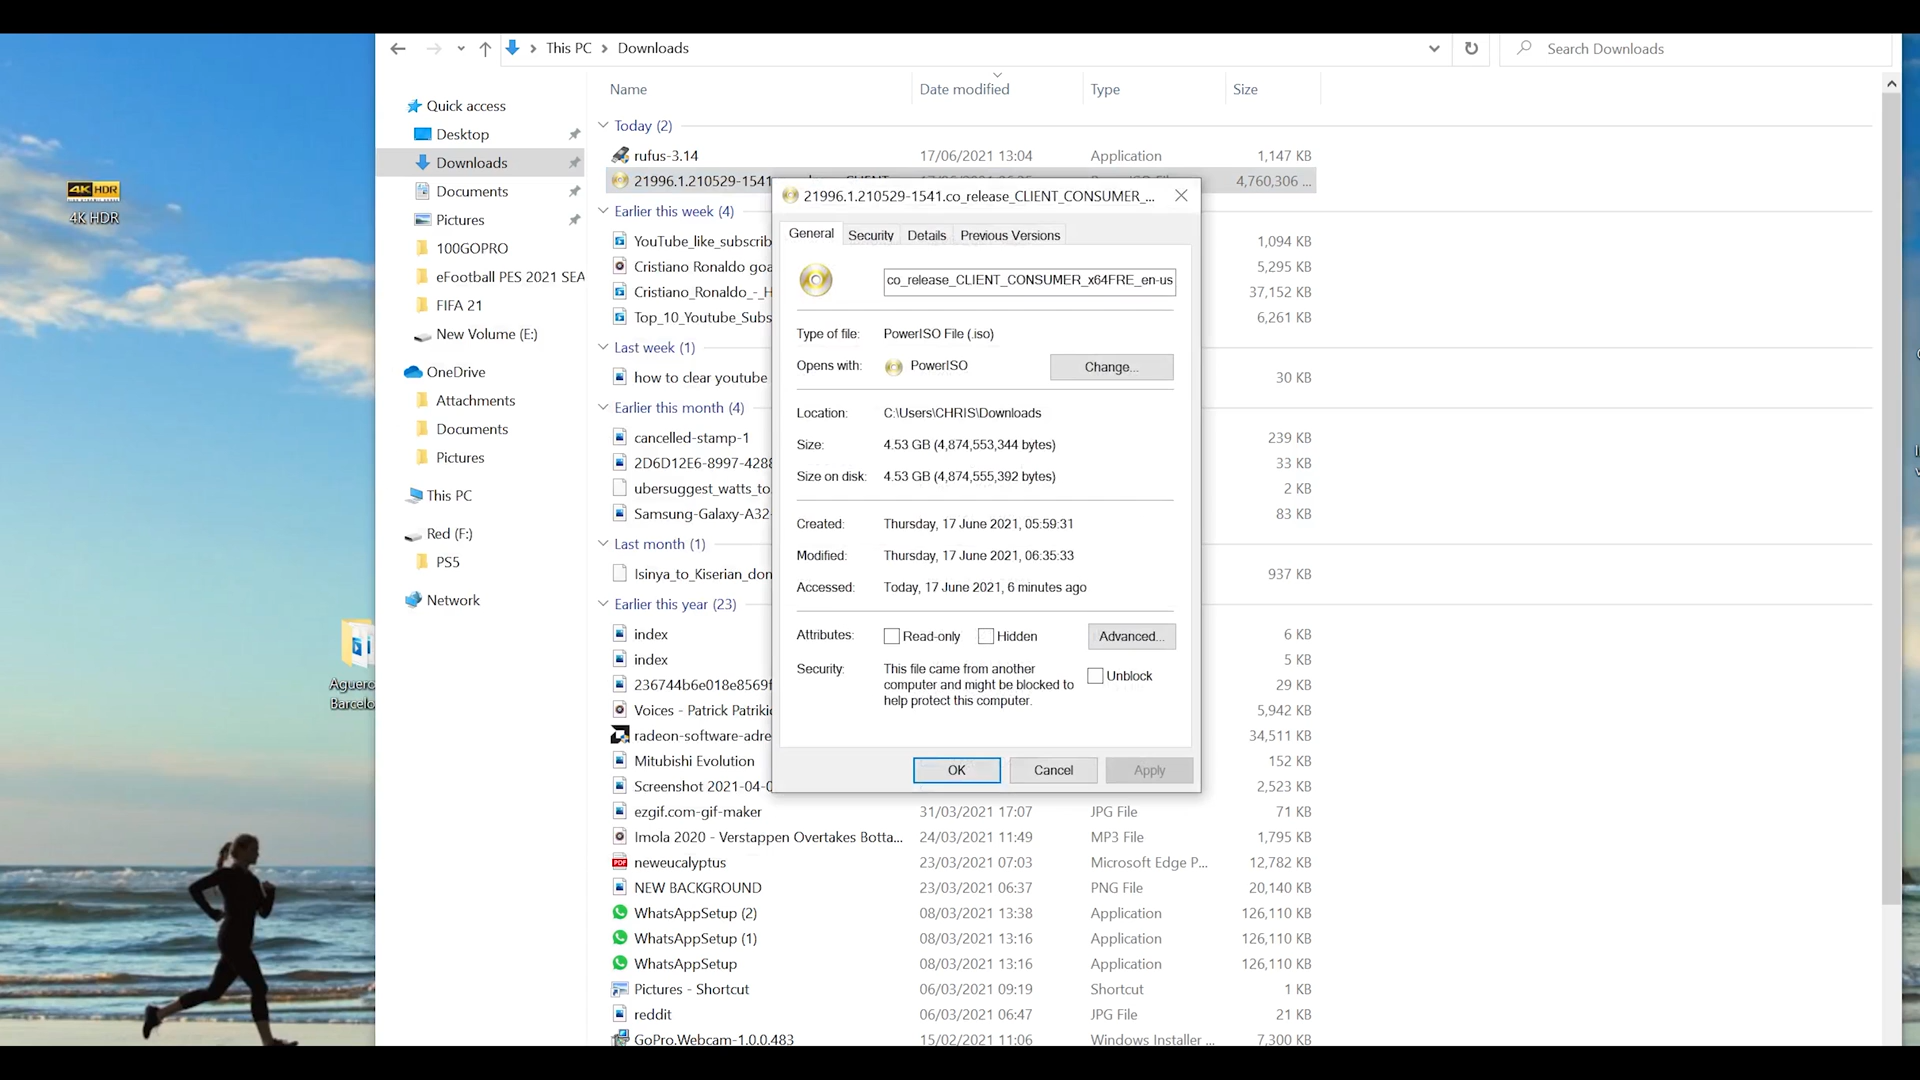 This PC
Downloads
Search Downloads
Name
Date modified
Type
Size
Quick access
Desktop
Downloads
Documents
Pictures
100GOPRO
eFootball PES 2021 SEA
FIFA 21
New Volume (E:)
OneDrive
Attachments
Documents
Pictures
This PC
Red (F:)
PS5
Network
4K HDR
4K HDR
Aguero
Barcelo
Today (2)
rufus-3.14 17/06/2021 13:04 Application 1,147 KB
21996.1.210529-1541 4,760,306 ...
Earlier this week (4)
YouTube_like_subscrib 1,094 KB
Cristiano Ronaldo goa 5,295 KB
Cristiano_Ronaldo_-_H 37,152 KB
Top_10_Youtube_Subs 6,261 KB
Last week (1)
how to clear youtube 30 KB
Earlier this month (4)
cancelled-stamp-1 239 KB
2D6D12E6-8997-4288 33 KB
ubersuggest_watts_to 2 KB
Samsung-Galaxy-A32- 83 KB
Last month (1)
Isinya_to_Kiserian_don 937 KB
Earlier this year (23)
index 6 KB
index 5 KB
236744b6e018e8569f 29 KB
Voices - Patrick Patriki 5,942 KB
radeon-software-adre 34,511 KB
Mitubishi Evolution 152 KB
Screenshot 2021-04-0 2,523 KB
ezgif.com-gif-maker 31/03/2021 17:07 JPG File 71 KB
Imola 2020 - Verstappen Overtakes Botta... 24/03/2021 11:49 MP3 File 1,795 KB
PDF neweucalyptus 23/03/2021 07:03 Microsoft Edge P... 12,782 KB
NEW BACKGROUND 23/03/2021 06:37 PNG File 20,140 KB
WhatsAppSetup (2) 08/03/2021 13:38 Application 126,110 KB
WhatsAppSetup (1) 08/03/2021 13:16 Application 126,110 KB
WhatsAppSetup 08/03/2021 13:16 Application 126,110 KB
Pictures - Shortcut 06/03/2021 09:19 Shortcut 1 KB
reddit 06/03/2021 06:47 JPG File 21 KB
GoPro.Webcam-1.0.0.483 15/02/2021 11:06 Windows Installer ... 7,300 KB
21996.1.210529-1541.co_release_CLIENT_CONSUMER_...
General Security Details Previous Versions
co_release_CLIENT_CONSUMER_x64FRE_en-us
Type of file: PowerISO File (.iso)
Opens with: PowerISO Change...
Location: C:\Users\CHRIS\Downloads
Size: 4.53 GB (4,874,553,344 bytes)
Size on disk: 4.53 GB (4,874,555,392 bytes)
Created: Thursday, 17 June 2021, 05:59:31
Modified: Thursday, 17 June 2021, 06:35:33
Accessed: Today, 17 June 2021, 6 minutes ago
Attributes: Read-only Hidden Advanced...
Security: This file came from another
computer and might be blocked to
help protect this computer.
Unblock
OK Cancel Apply